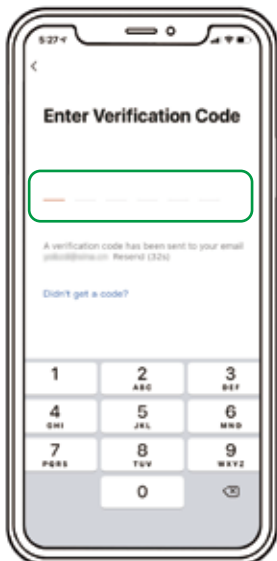 5:27
Enter Verification Code
A verification code has been sent to your email
Resend (32s)
Didn't get a code?
1 2 3
ABC DEF
4 5 6
GHI JKL MNO
7 8 9
PQRS TUV WXYZ
0